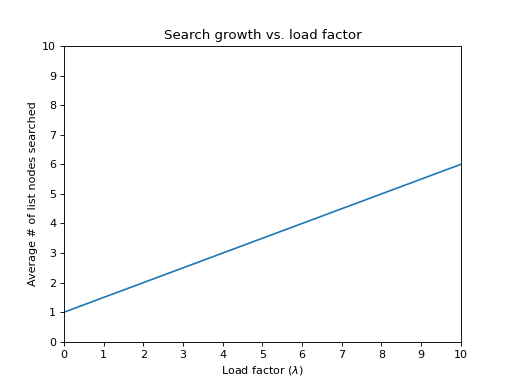 Search growth vs. load factor
10
9
8
7
6
5
4
3
2
1
0
Average # of list nodes searched
0 1 2 3 4 5 6 7 8 9 10
Load factor (λ)